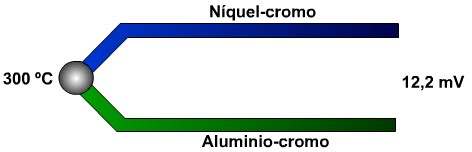 Níquel-cromo
300 ºC
12,2 mV
Aluminio-cromo